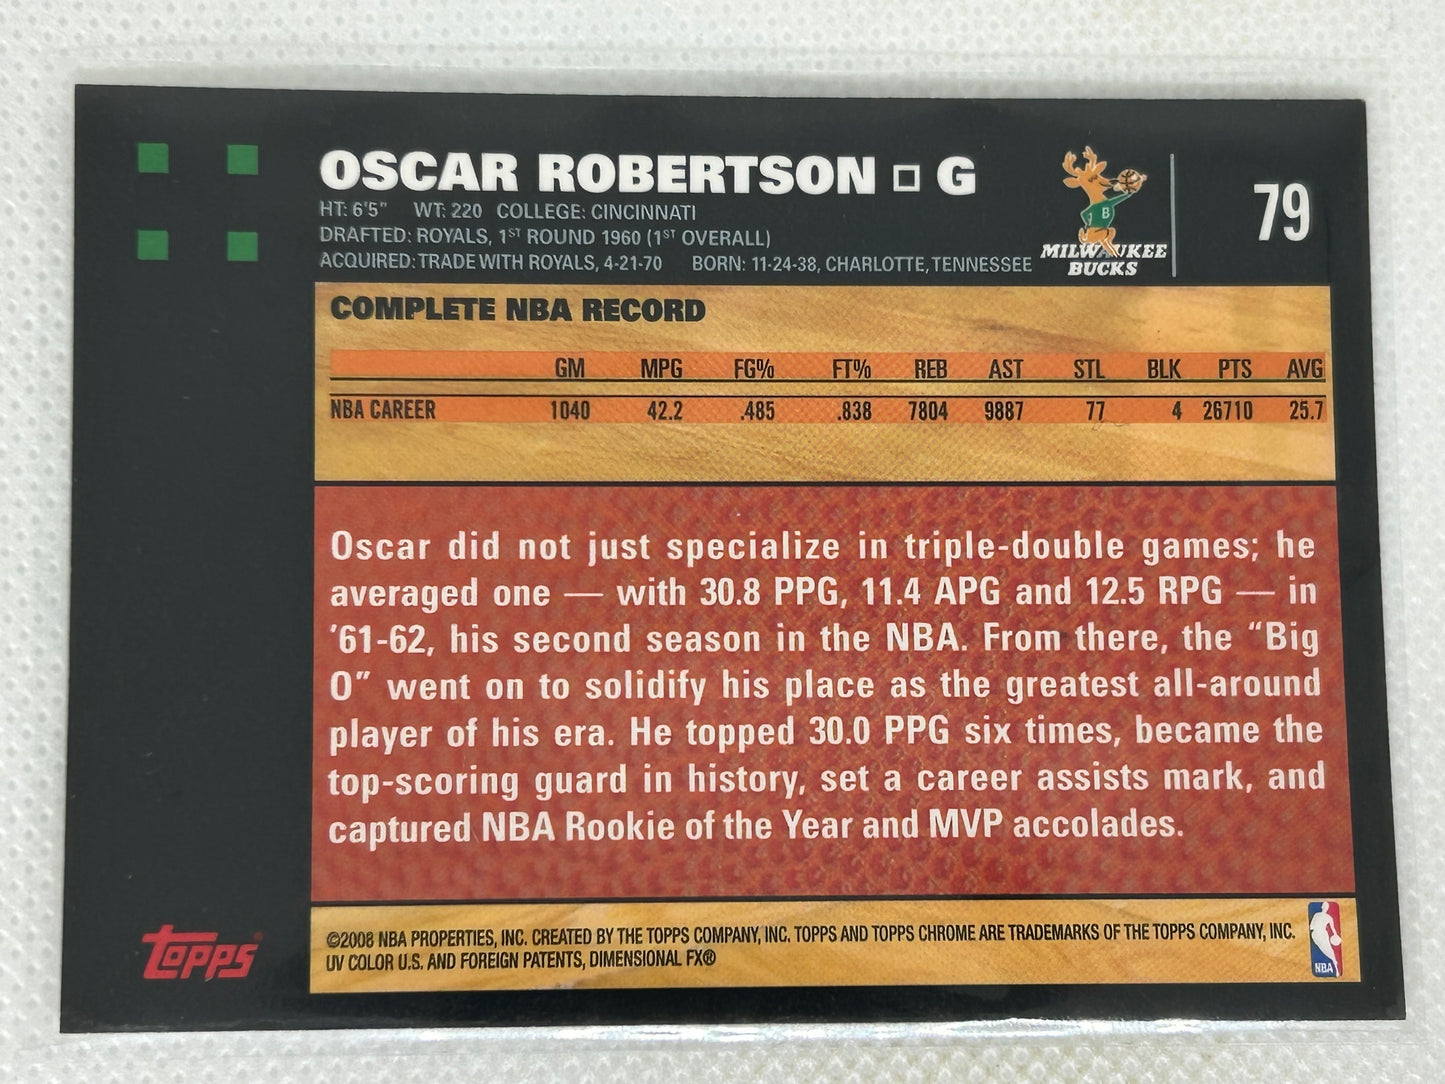 OSCAR ROBERTSON □ G
HT: 6'5" WT: 220 COLLEGE: CINCINNATI
DRAFTED: ROYALS, 1ST ROUND 1960 (1ST OVERALL)
ACQUIRED: TRADE WITH ROYALS, 4-21-70 BORN: 11-24-38, CHARLOTTE, TENNESSEE
B
MILWAUKEE
BUCKS
79
COMPLETE NBA RECORD
GM MPG FG% FT% REB AST STL BLK PTS AVG
NBA CAREER 1040 42.2 .485 .838 7804 9887 77 4 26710 25.7
Oscar did not just specialize in triple-double games; he
averaged one — with 30.8 PPG, 11.4 APG and 12.5 RPG — in
'61-62, his second season in the NBA. From there, the "Big
O" went on to solidify his place as the greatest all-around
player of his era. He topped 30.0 PPG six times, became the
top-scoring guard in history, set a career assists mark, and
captured NBA Rookie of the Year and MVP accolades.
TOPPS
©2008 NBA PROPERTIES, INC. CREATED BY THE TOPPS COMPANY, INC. TOPPS AND TOPPS CHROME ARE TRADEMARKS OF THE TOPPS COMPANY, INC.
UV COLOR U.S. AND FOREIGN PATENTS, DIMENSIONAL FX®
NBA